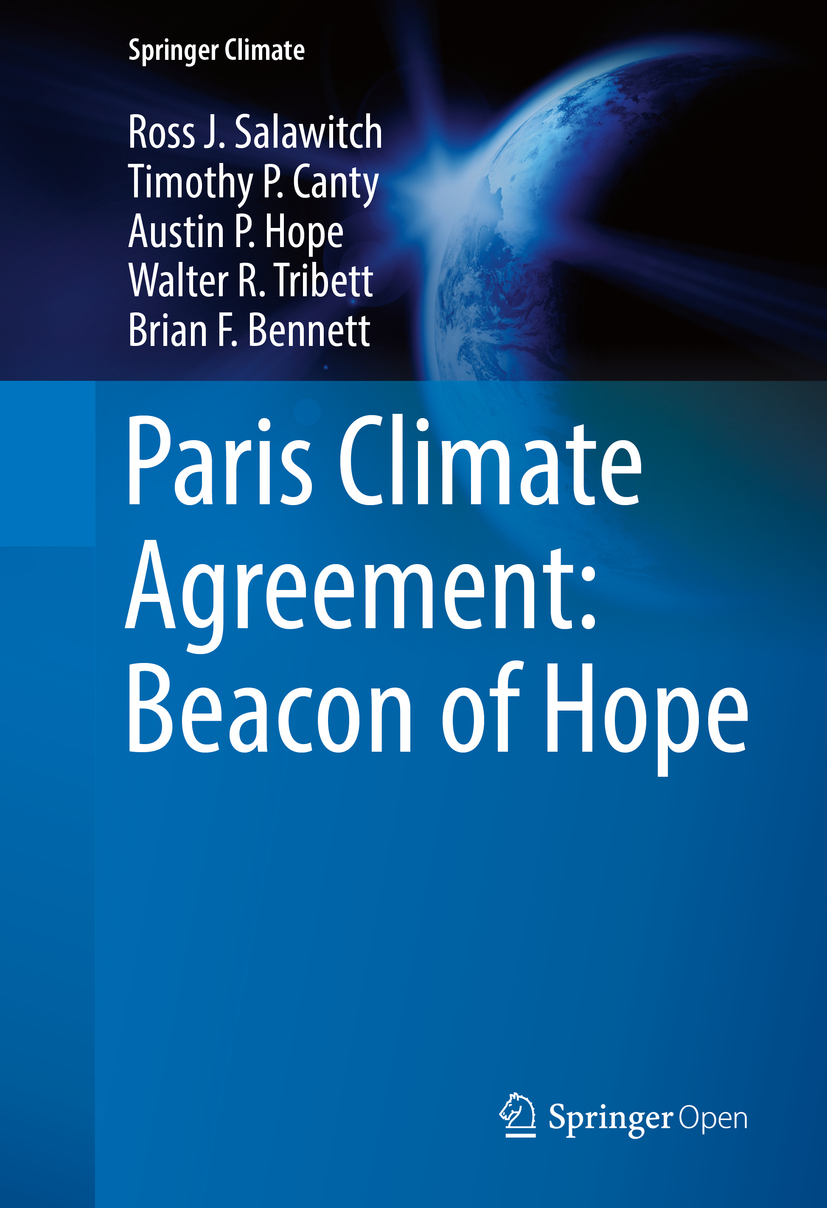 Springer Climate
Ross J. Salawitch
Timothy P. Canty
Austin P. Hope
Walter R. Tribett
Brian F. Bennett
Paris Climate
Agreement:
Beacon of Hope
Springer Open